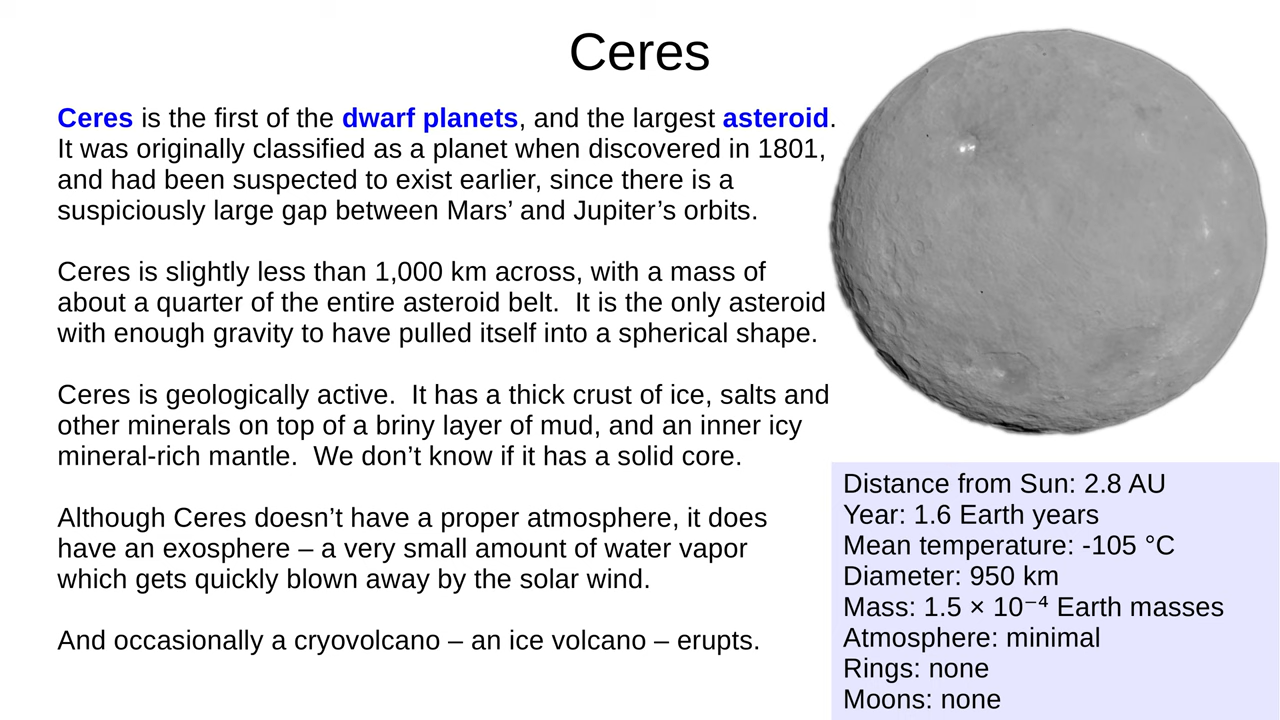 Ceres
Ceres is the first of the dwarf planets, and the largest asteroid.
It was originally classified as a planet when discovered in 1801,
and had been suspected to exist earlier, since there is a
suspiciously large gap between Mars’ and Jupiter’s orbits.
Ceres is slightly less than 1,000 km across, with a mass of
about a quarter of the entire asteroid belt.  It is the only asteroid
with enough gravity to have pulled itself into a spherical shape.
Ceres is geologically active.  It has a thick crust of ice, salts and
other minerals on top of a briny layer of mud, and an inner icy
mineral-rich mantle.  We don’t know if it has a solid core.
Although Ceres doesn’t have a proper atmosphere, it does
have an exosphere – a very small amount of water vapor
which gets quickly blown away by the solar wind.
And occasionally a cryovolcano – an ice volcano – erupts.
Distance from Sun: 2.8 AU
Year: 1.6 Earth years
Mean temperature: -105 °C
Diameter: 950 km
Mass: 1.5 × 10⁻⁴ Earth masses
Atmosphere: minimal
Rings: none
Moons: none